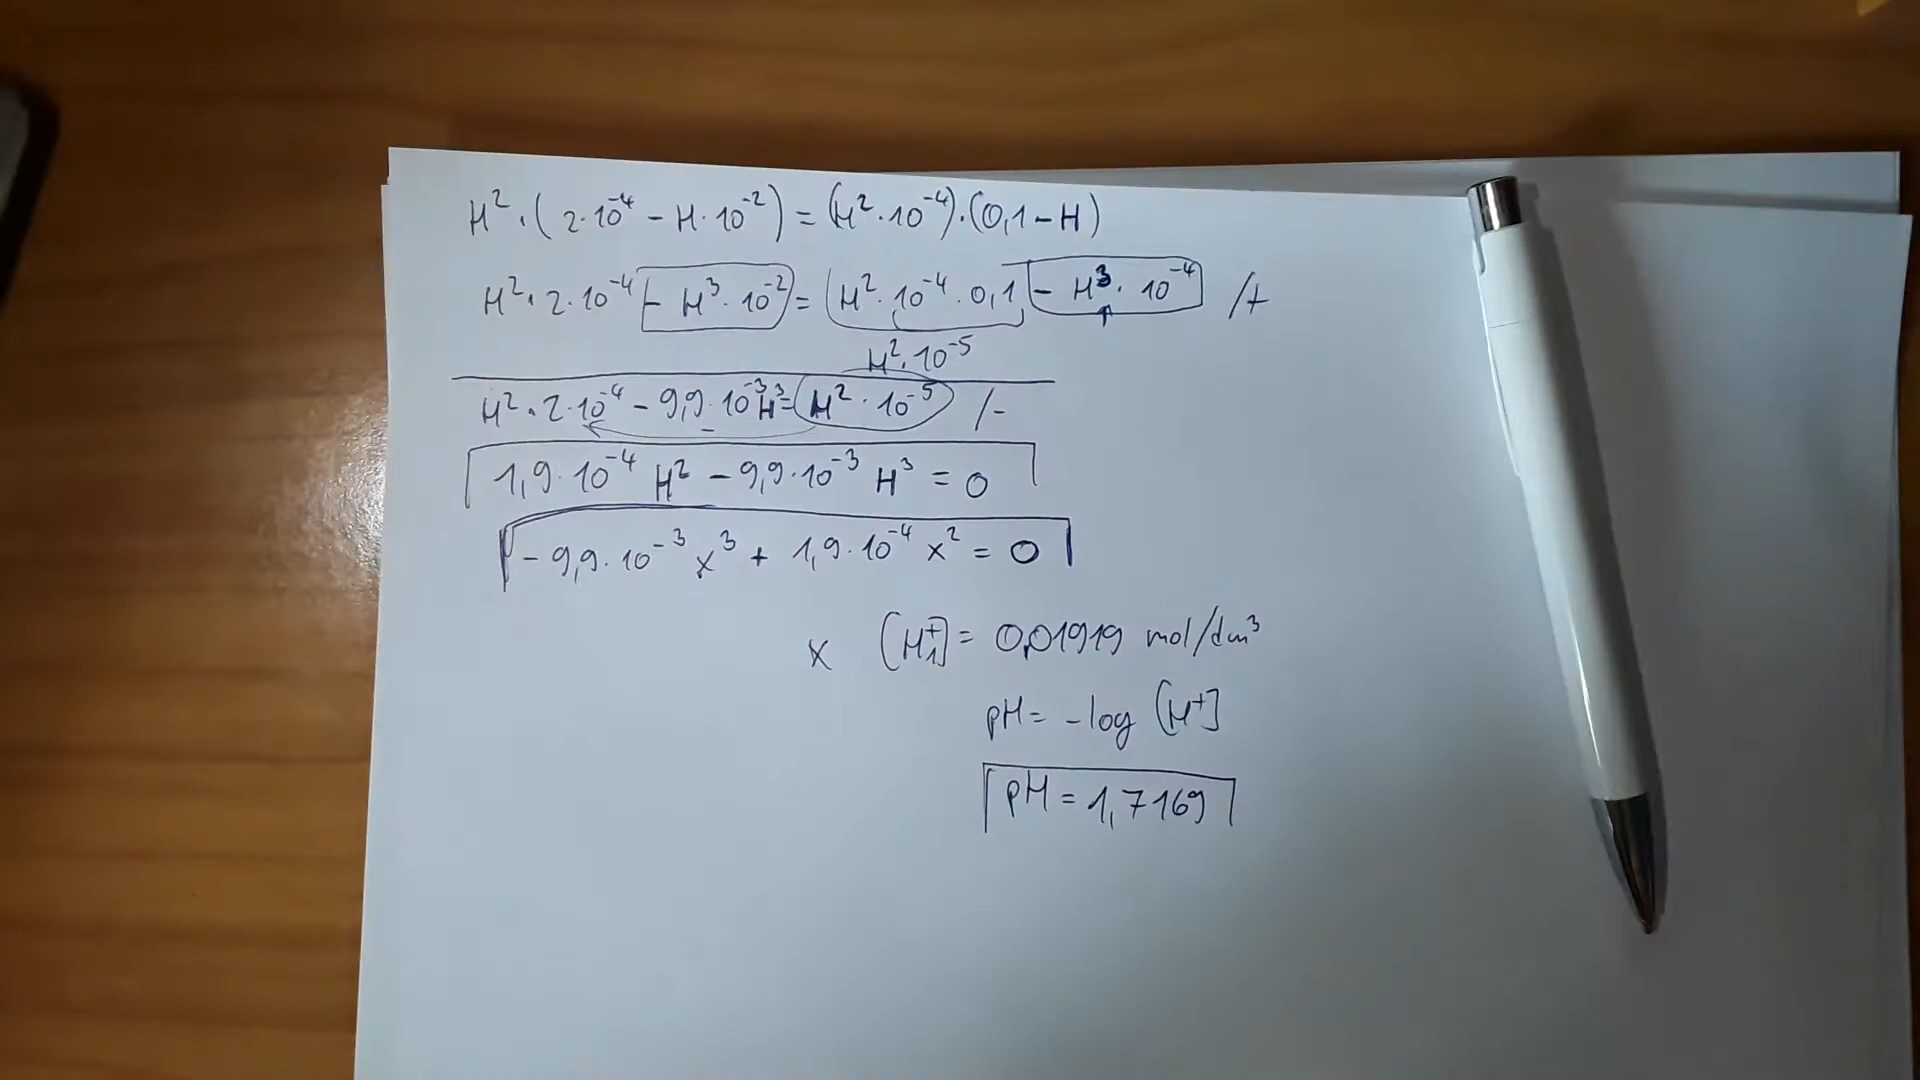 H²·(2·10⁻⁴ - H·10⁻²) = (H²·10⁻⁴)·(0,1 - H)
H²·2·10⁻⁴ - H³·10⁻² = H²·10⁻⁴·0,1 - H³·10⁻⁴ /+
H²·10⁻⁵
H²·2·10⁻⁴ - 9,9·10⁻³H³ = H²·10⁻⁵ /-
1,9·10⁻⁴ H² - 9,9·10⁻³ H³ = 0
- 9,9·10⁻³ x³ + 1,9·10⁻⁴ x² = 0
x [H₁⁺] = 0,01919 mol/dm³
pH = -log [H⁺]
pH = 1,7169